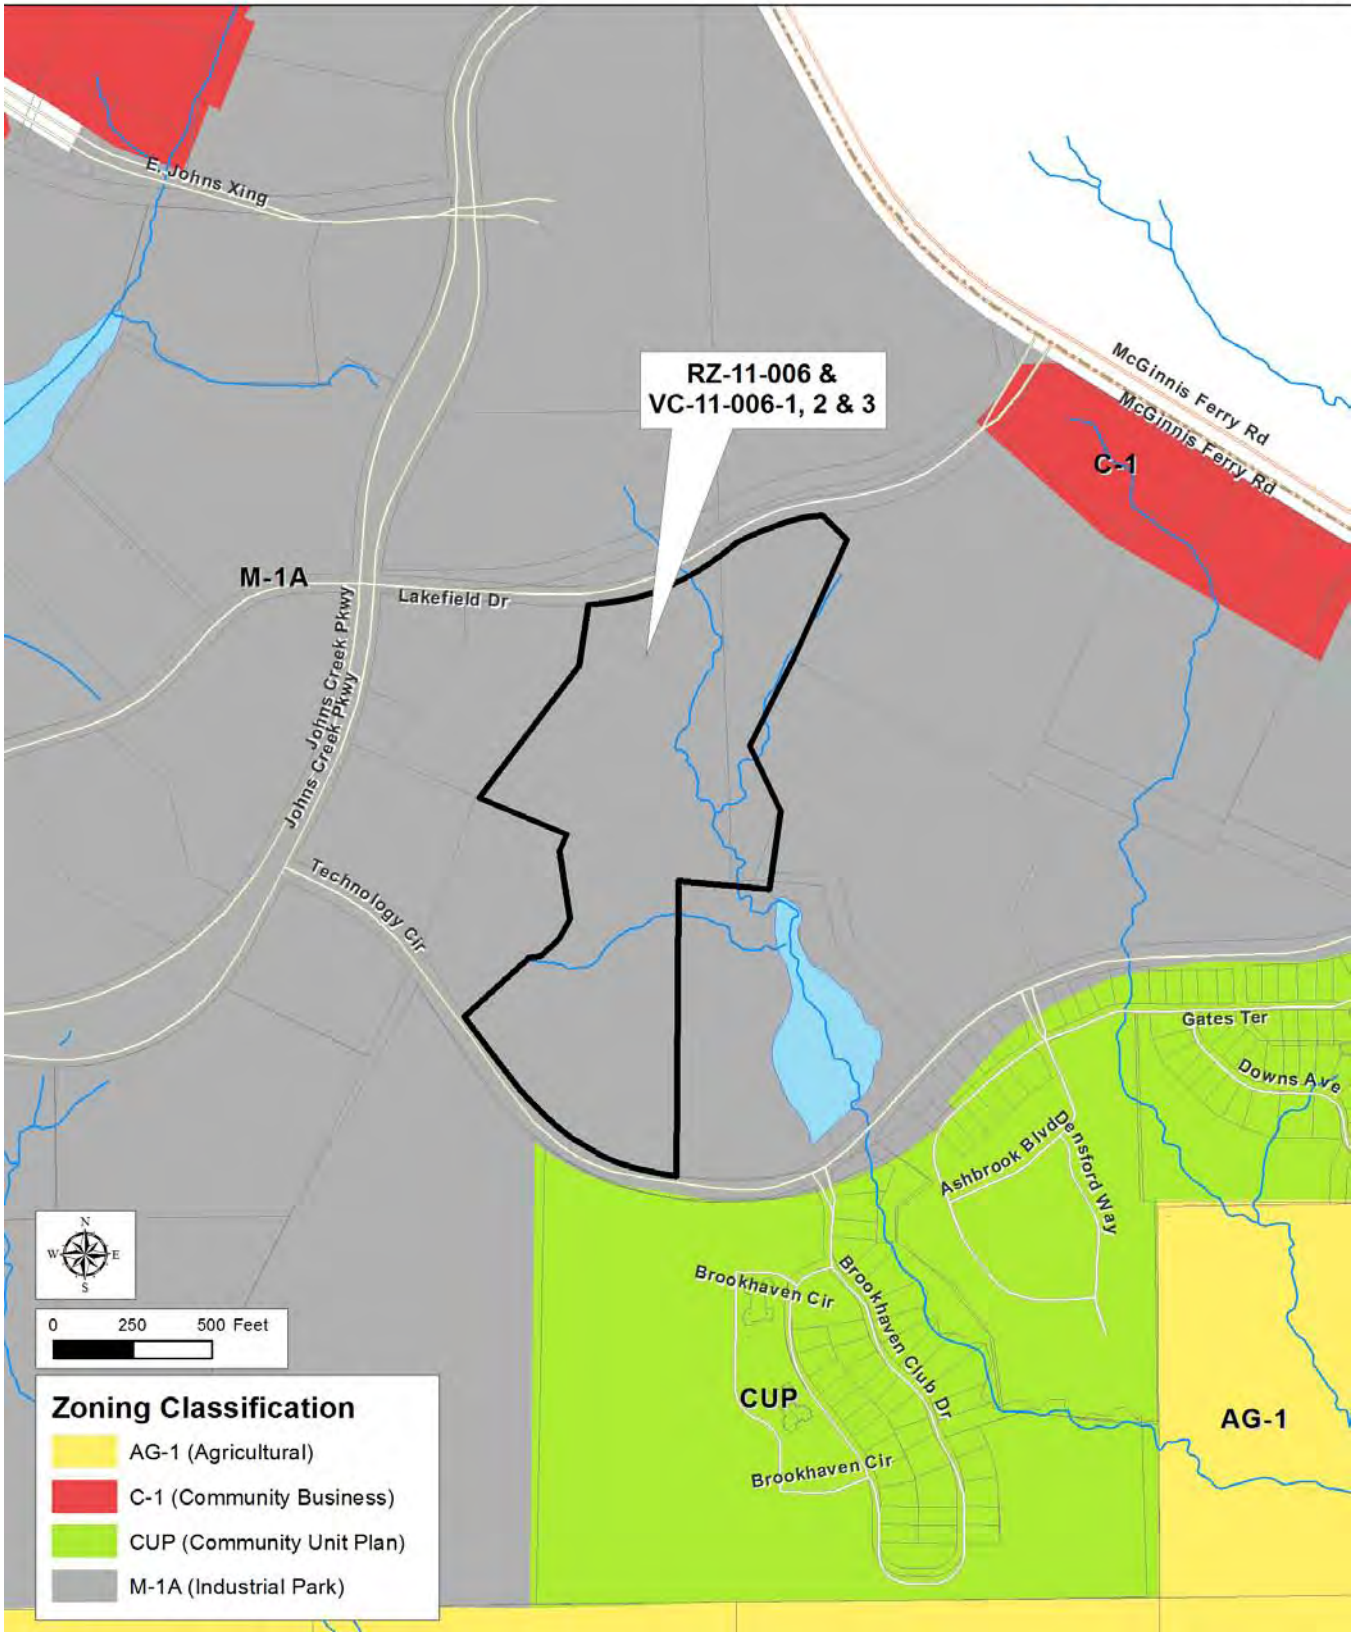 E. Johns Xing
RZ-11-006 &
VC-11-006-1, 2 & 3
McGinnis Ferry Rd
McGinnis Ferry Rd
C-1
M-1A
Lakefield Dr
Johns Creek Pkwy
Johns Creek Pkwy
Technology Cir
Gates Ter
Downs Ave
Ashbrook Blvd
Densford Way
Brookhaven Cir
Brookhaven Club Dr
CUP
AG-1
Brookhaven Cir
N
W E
S
0 250 500 Feet
Zoning Classification
AG-1 (Agricultural)
C-1 (Community Business)
CUP (Community Unit Plan)
M-1A (Industrial Park)